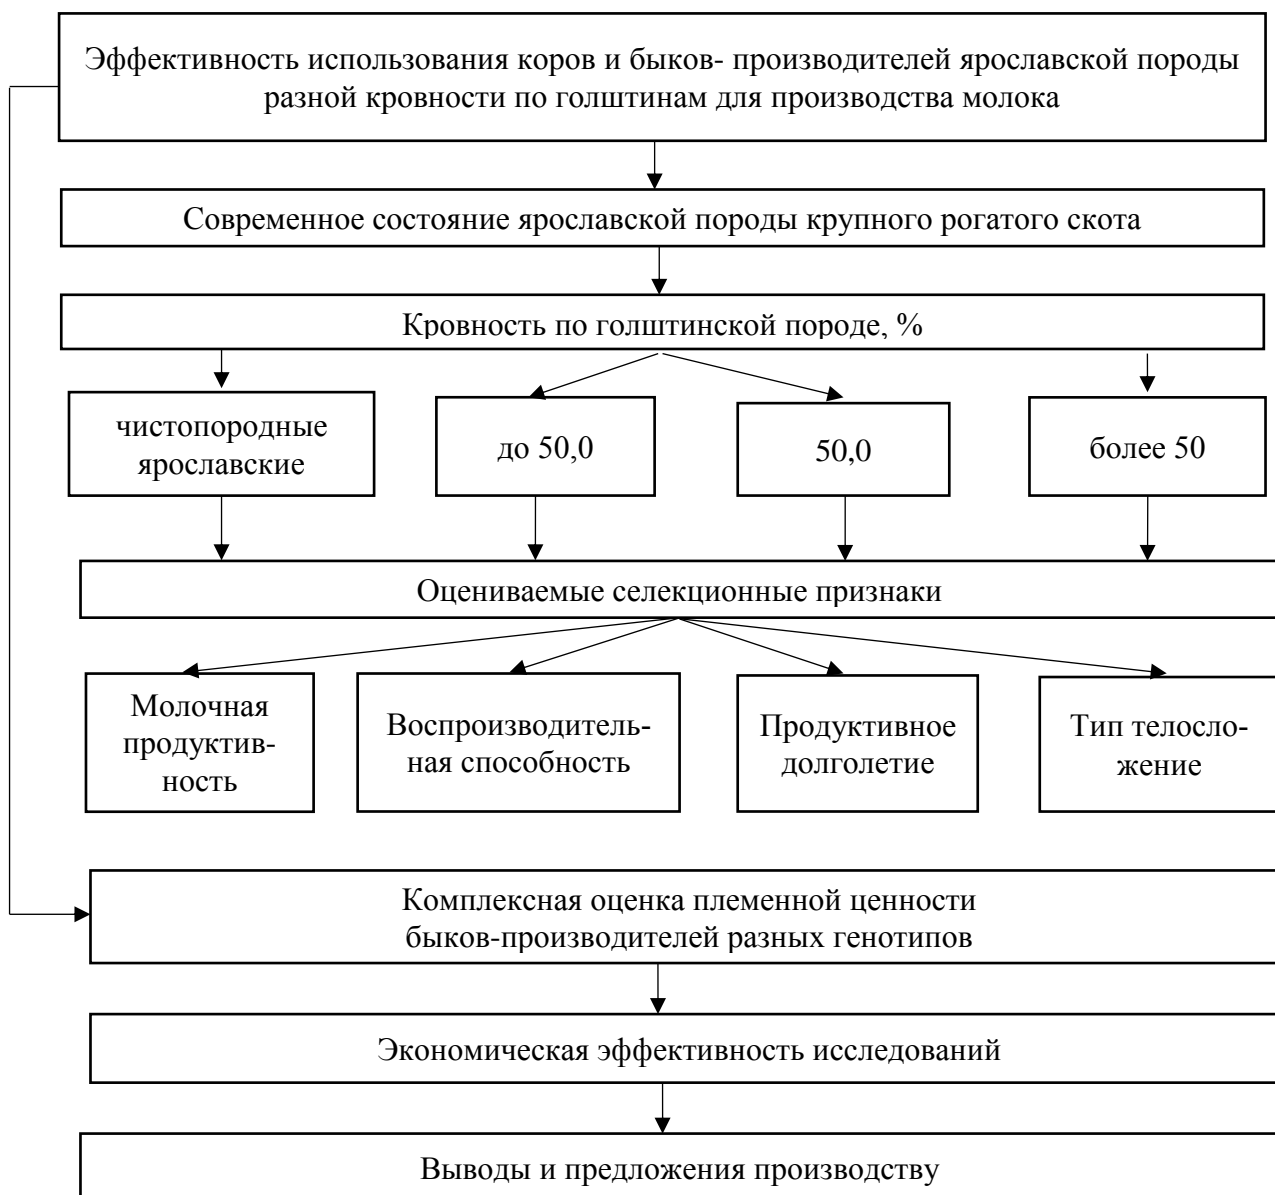 Эффективность использования коров и быков- производителей ярославской породы
разной кровности по голштинам для производства молока
Современное состояние ярославской породы крупного рогатого скота
Кровность по голштинской породе, %
чистопородные
ярославские
до 50,0
50,0
более 50
Оцениваемые селекционные признаки
Молочная
продуктив-
ность
Воспроизводитель-
ная способность
Продуктивное
долголетие
Тип телосло-
жение
Комплексная оценка племенной ценности
быков-производителей разных генотипов
Экономическая эффективность исследований
Выводы и предложения производству